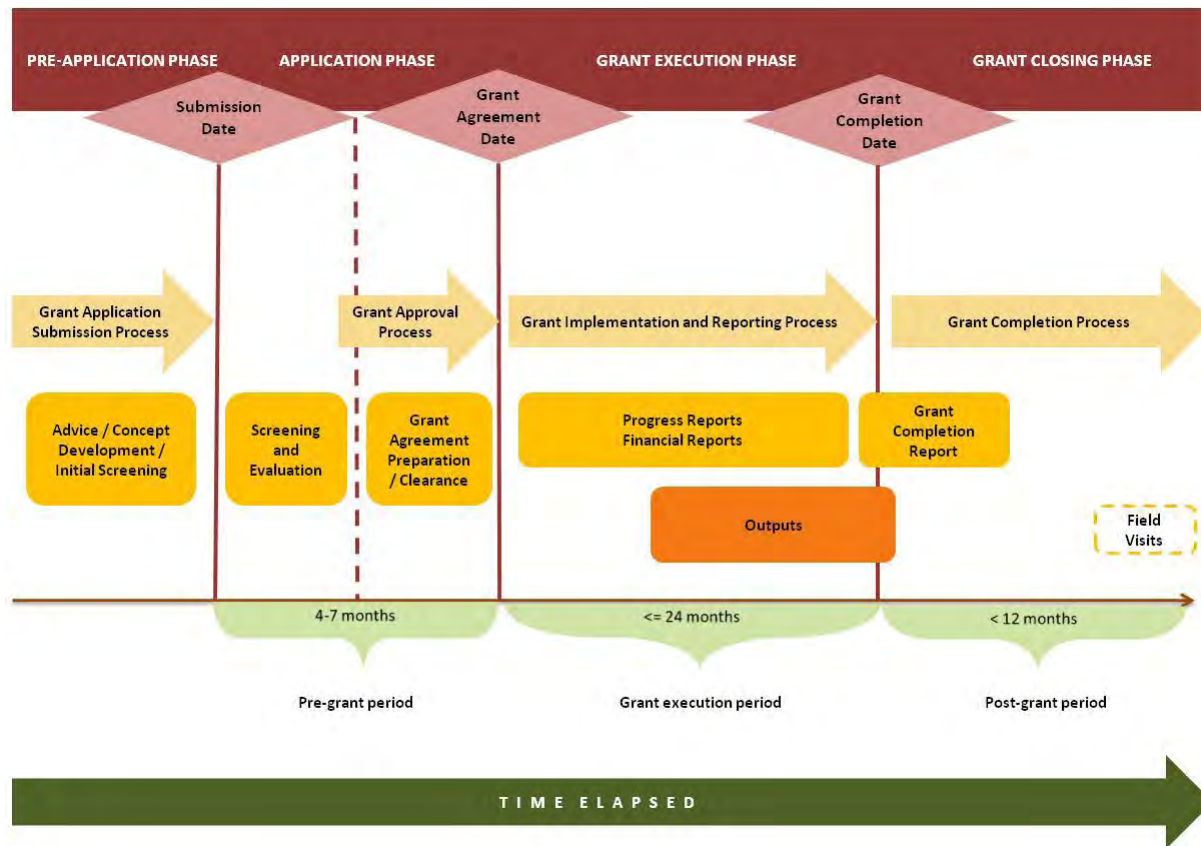 PRE-APPLICATION PHASE
APPLICATION PHASE
GRANT EXECUTION PHASE
GRANT CLOSING PHASE
Submission
Date
Grant
Agreement
Date
Grant
Completion
Date
Grant Application
Submission Process
Grant Approval
Process
Grant Implementation and Reporting Process
Grant Completion Process
Advice / Concept
Development /
Initial Screening
Screening
and
Evaluation
Grant
Agreement
Preparation
/ Clearance
Progress Reports
Financial Reports
Grant
Completion
Report
Outputs
Field
Visits
4-7 months
<= 24 months
< 12 months
Pre-grant period
Grant execution period
Post-grant period
TIME ELAPSED